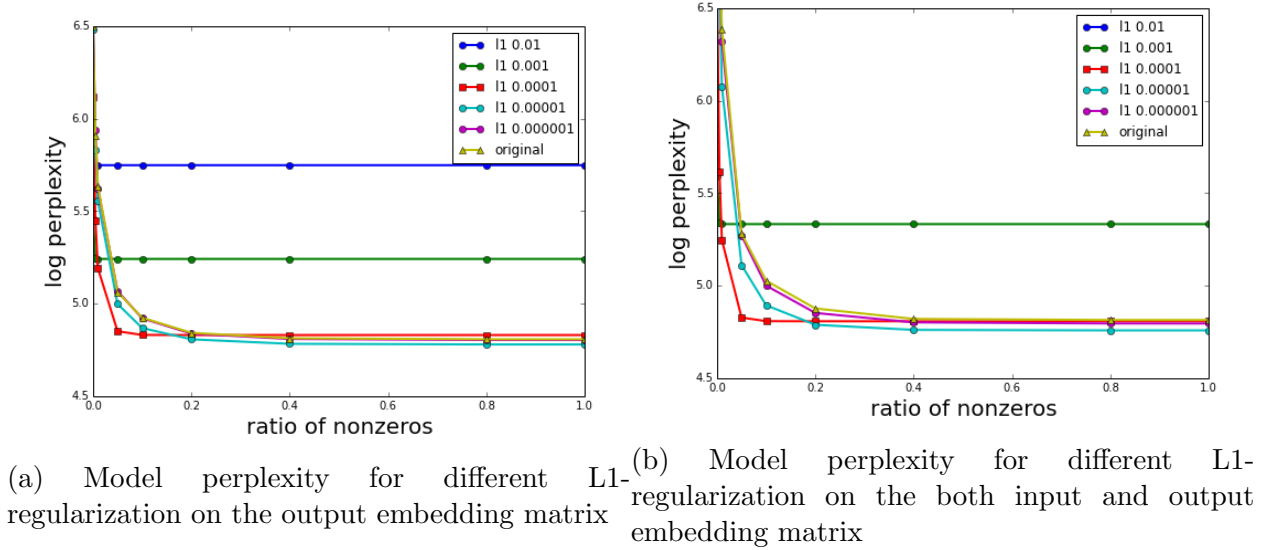 6.5
6.0
5.5
5.0
4.5
log perplexity
l1 0.01
l1 0.001
l1 0.0001
l1 0.00001
l1 0.000001
original
0.0 0.2 0.4 0.6 0.8 1.0
ratio of nonzeros
(a) Model perplexity for different L1-
regularization on the output embedding matrix
6.5
6.0
5.5
5.0
4.5
log perplexity
l1 0.01
l1 0.001
l1 0.0001
l1 0.00001
l1 0.000001
original
0.0 0.2 0.4 0.6 0.8 1.0
ratio of nonzeros
(b) Model perplexity for different L1-
regularization on the both input and output
embedding matrix